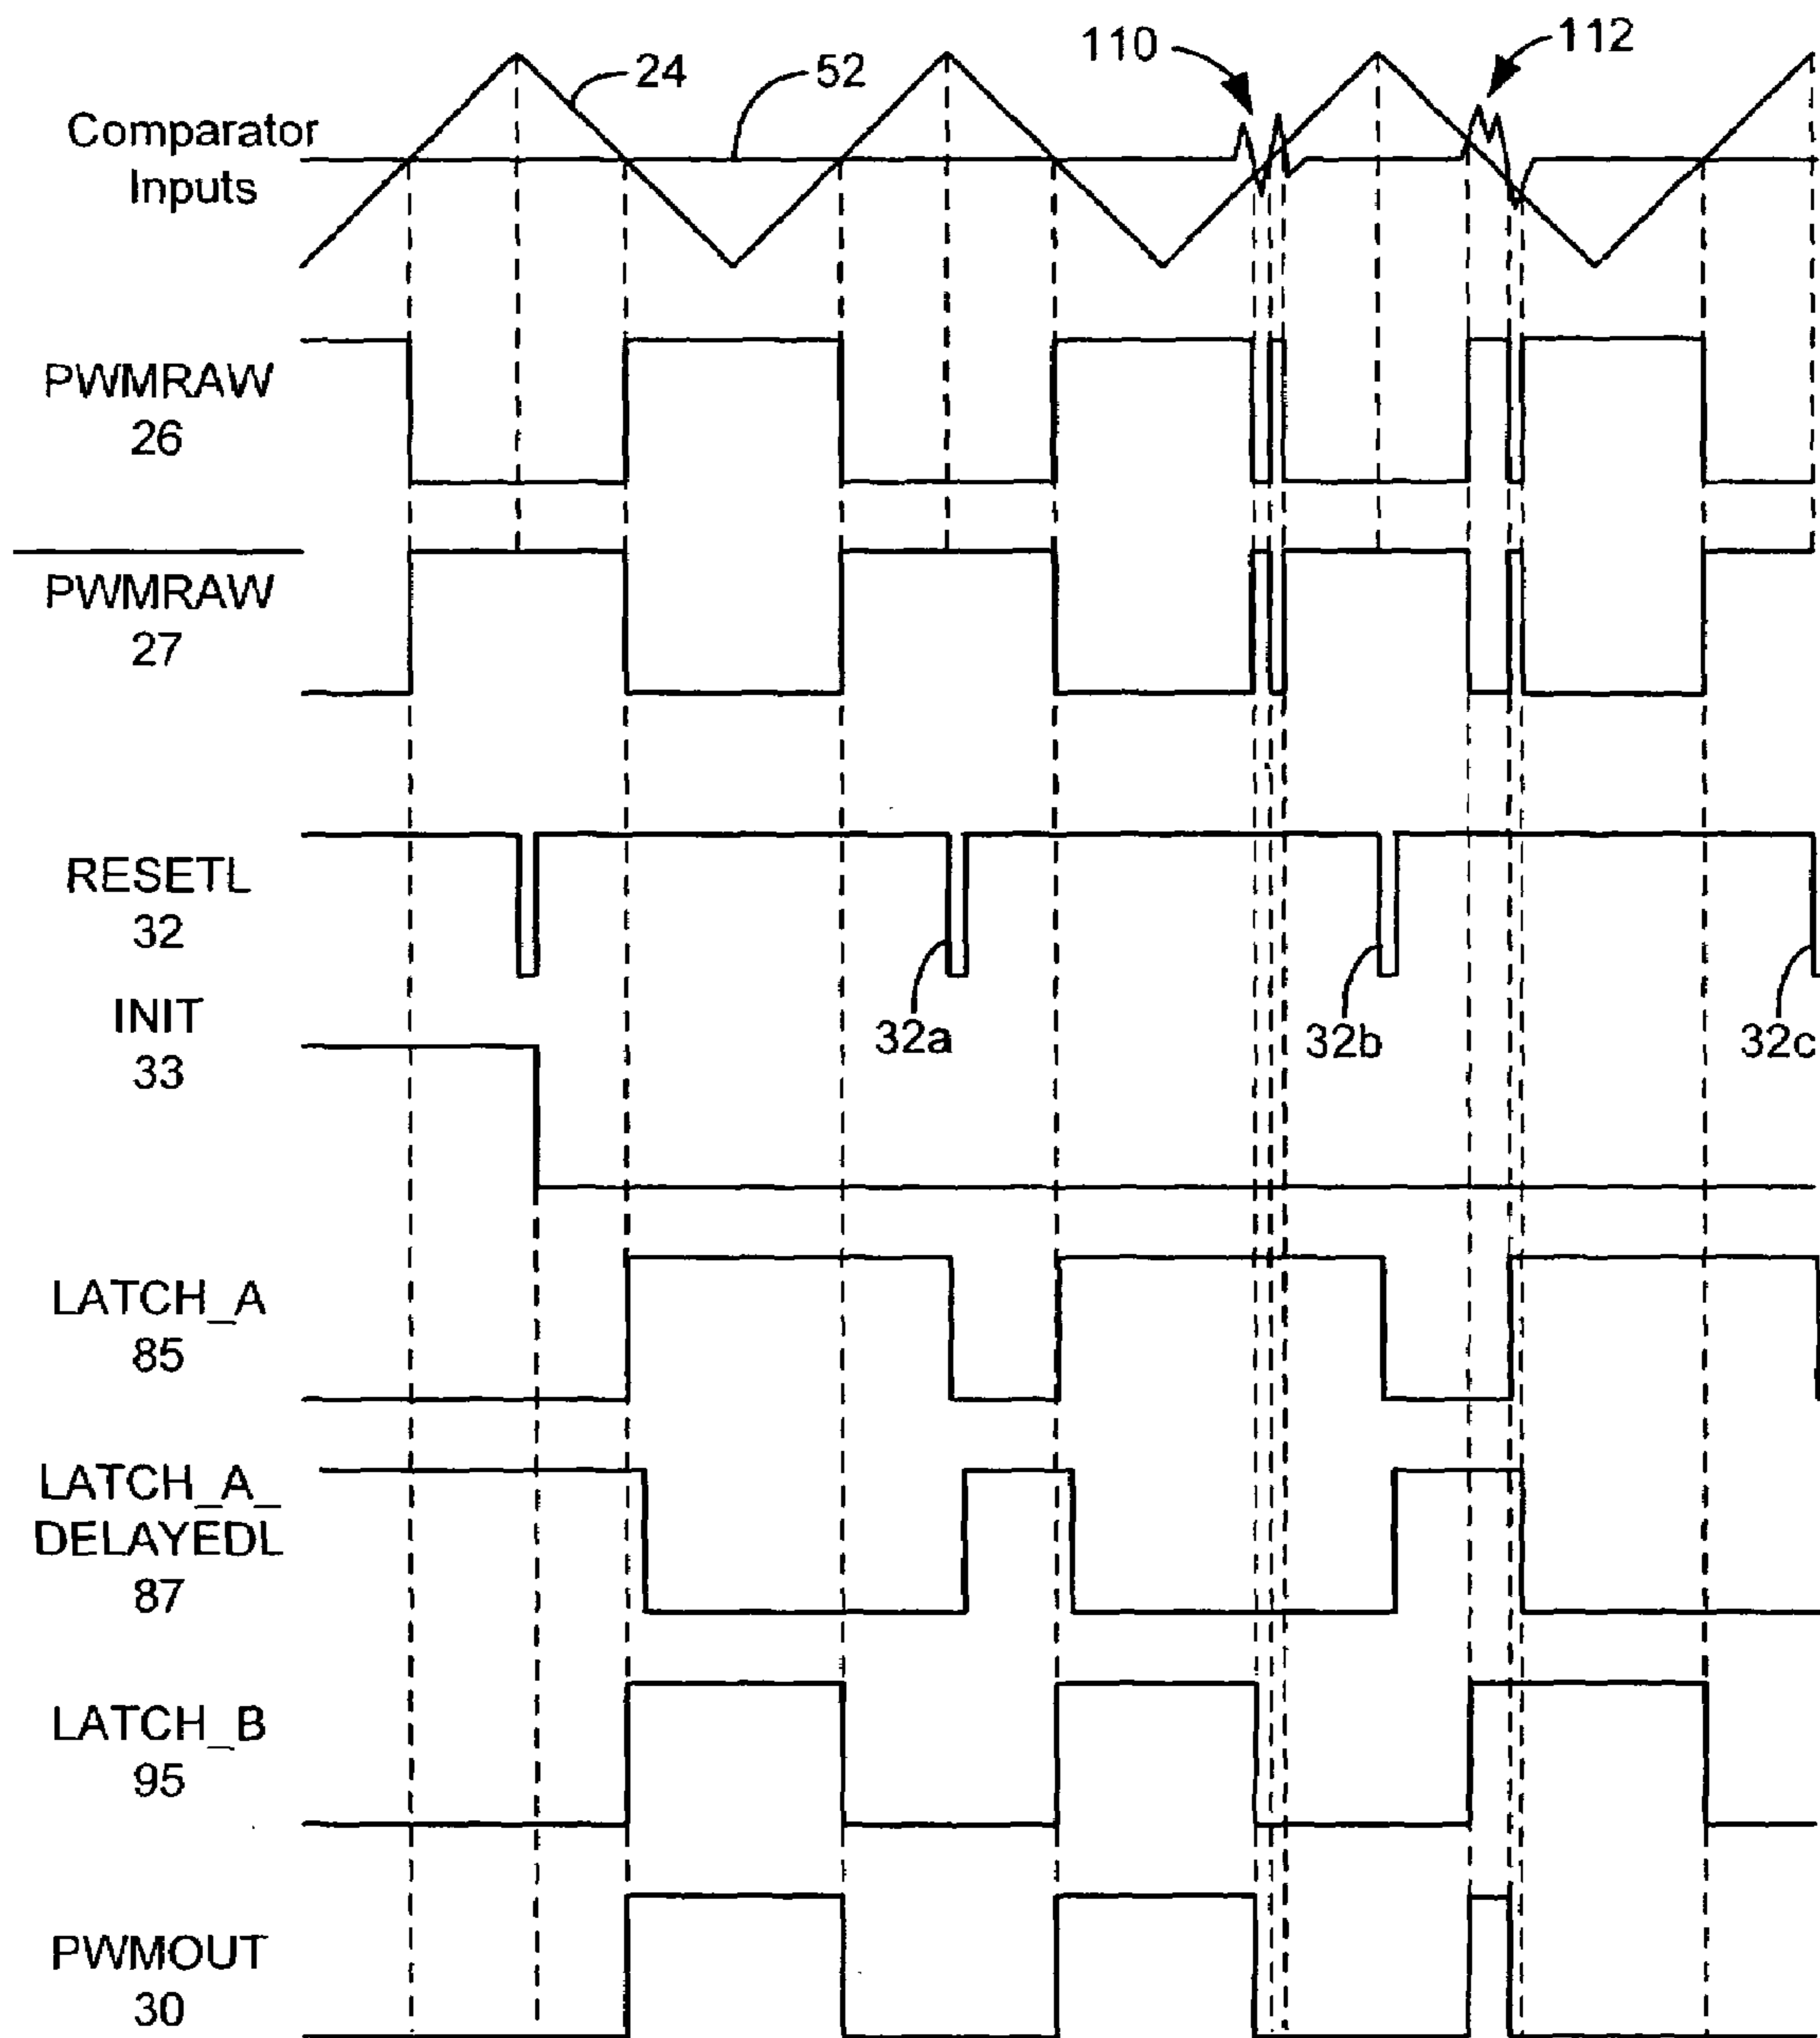 110
112
24
52
Comparator
Inputs
PWMRAW
26
PWMRAW
27
RESETL
32
32a
32b
32c
INIT
33
LATCH_A
85
LATCH_A_
DELAYEDL
87
LATCH_B
95
PWMOUT
30